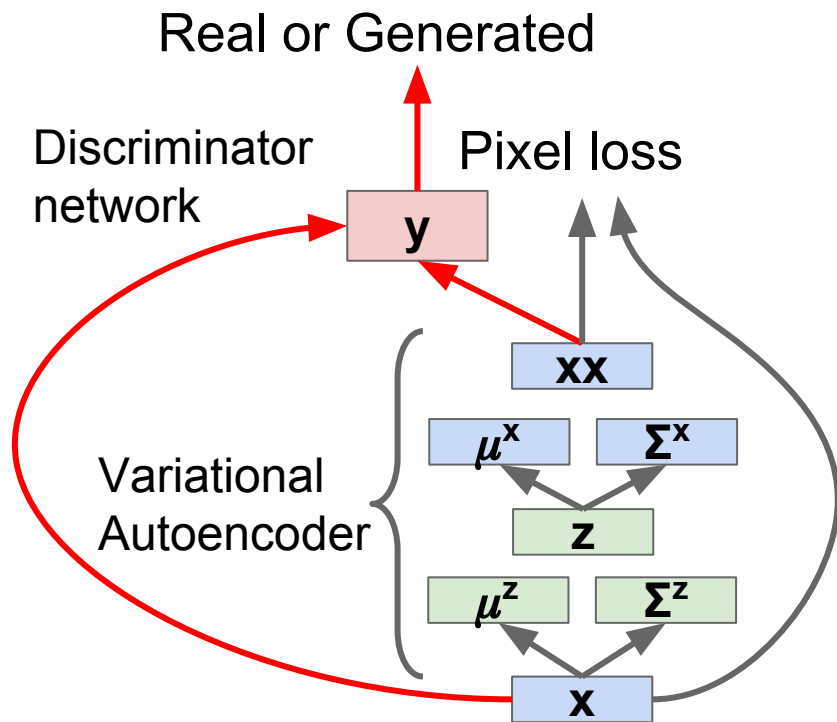 Real or Generated
Discriminator
network
Pixel loss
y
xx
μˣ
Σˣ
Variational
Autoencoder
z
μᶻ
Σᶻ
x